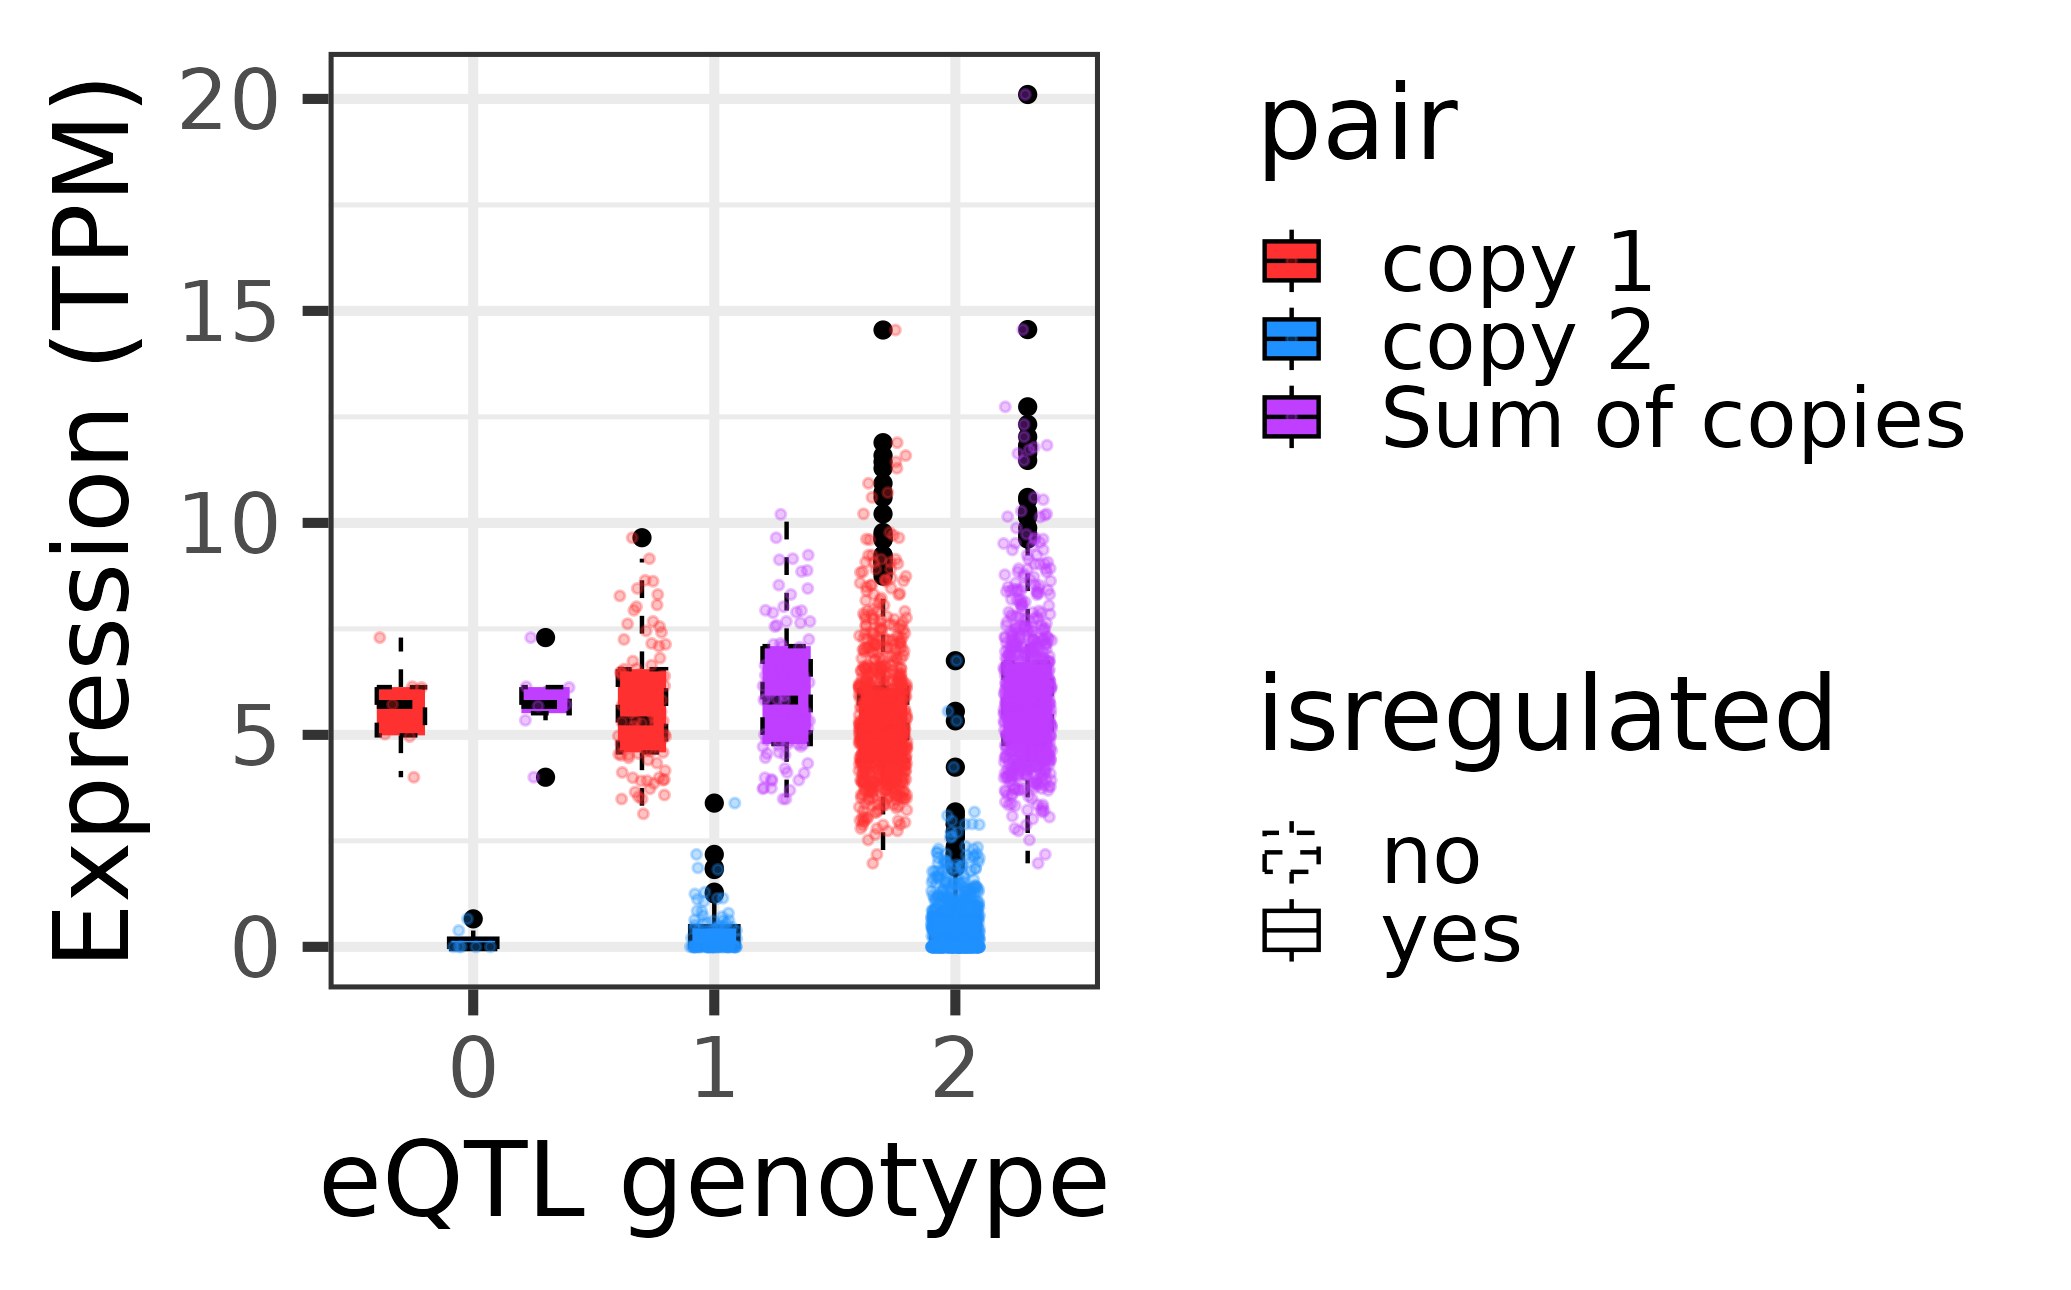 Expression (TPM)
20
15
10
5
0
0 1 2
eQTL genotype
pair
copy 1
copy 2
Sum of copies
isregulated
no
yes